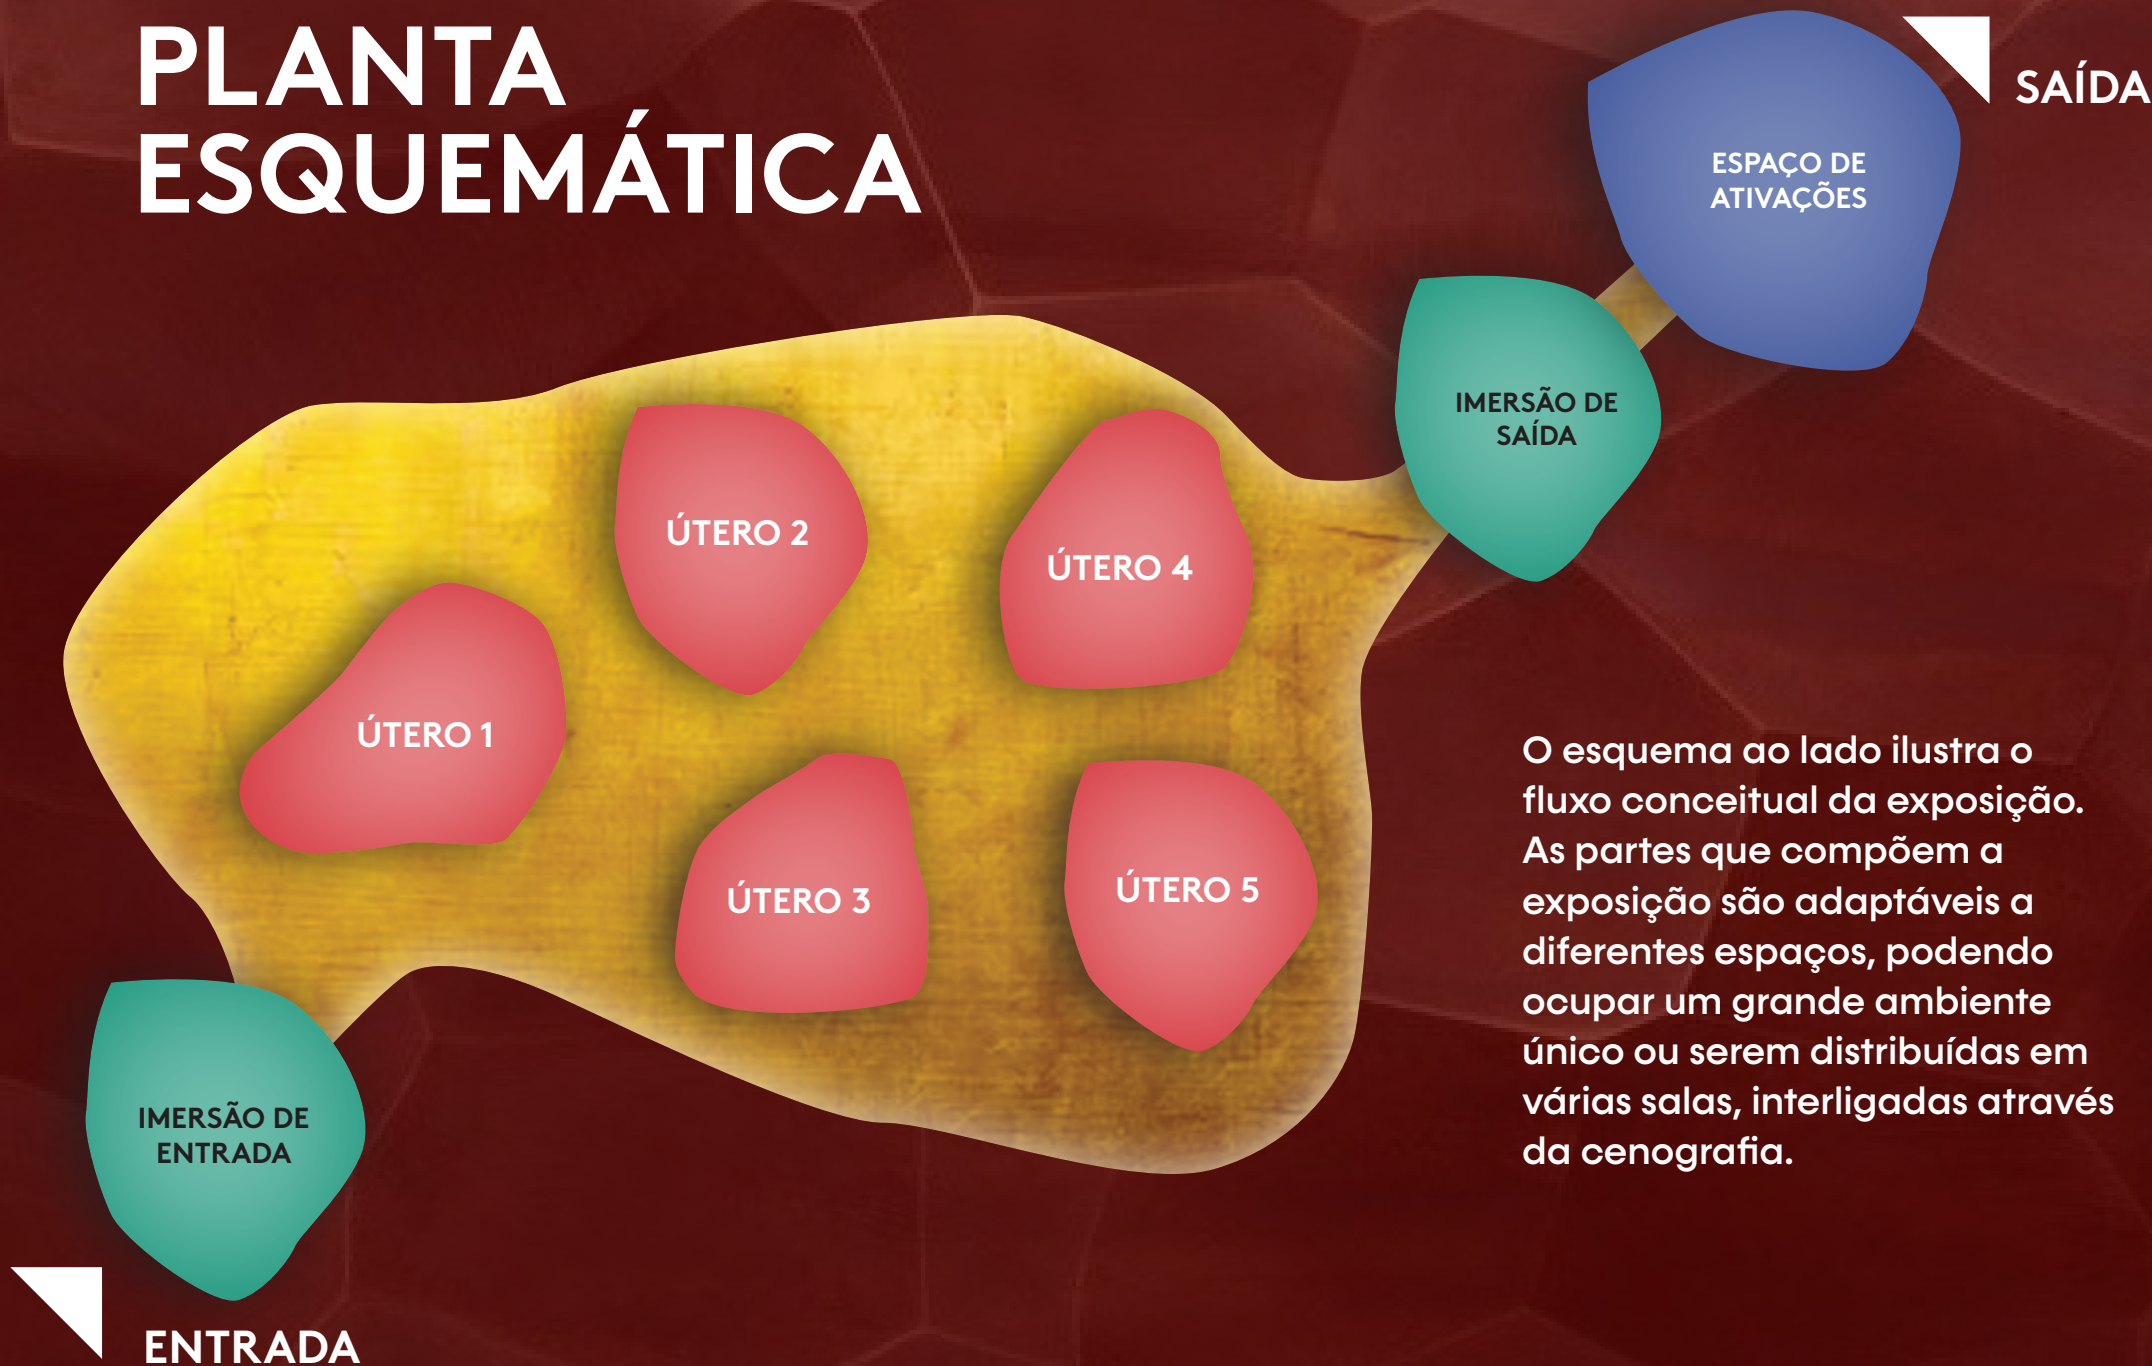 PLANTA
ESQUEMÁTICA
SAÍDA
ESPAÇO DE
ATIVAÇÕES
IMERSÃO DE
SAÍDA
ÚTERO 2
ÚTERO 4
ÚTERO 1
ÚTERO 3
ÚTERO 5
O esquema ao lado ilustra o
fluxo conceitual da exposição.
As partes que compõem a
exposição são adaptáveis a
diferentes espaços, podendo
ocupar um grande ambiente
único ou serem distribuídas em
várias salas, interligadas através
da cenografia.
IMERSÃO DE
ENTRADA
ENTRADA